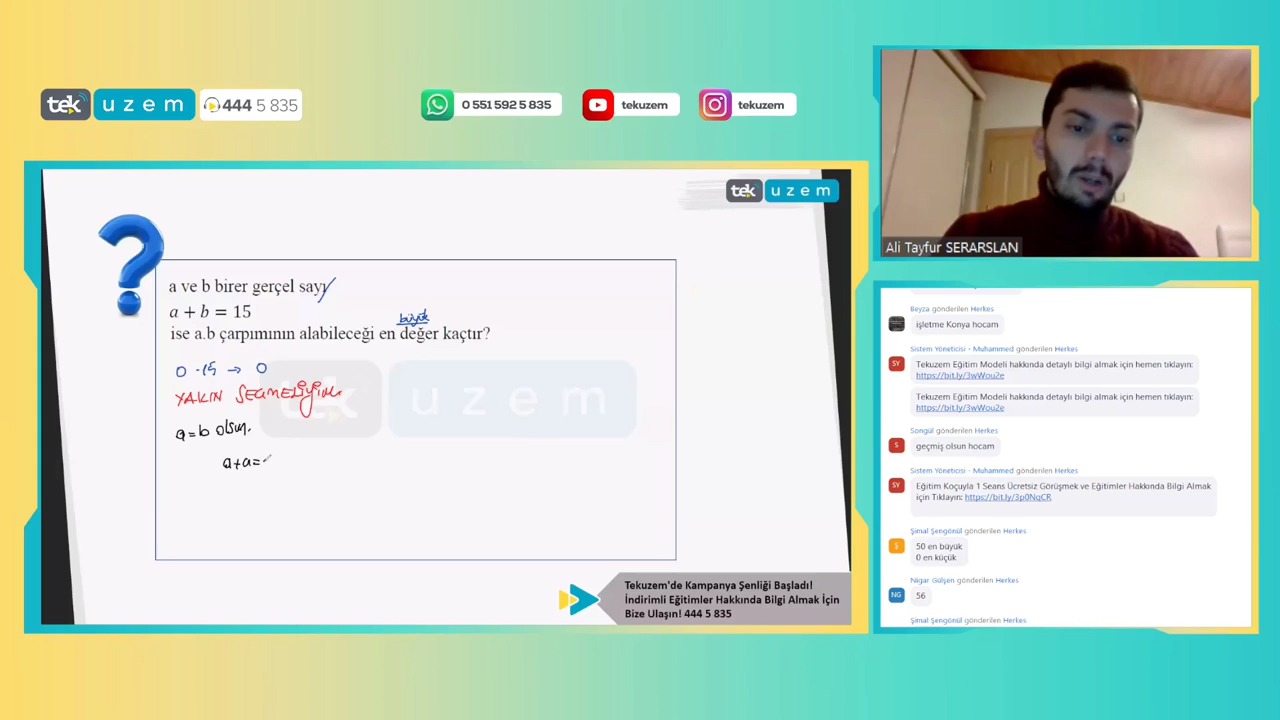 tek uzem 444 5 835
0 551 592 5 835
tekuzem
tekuzem
tek uzem
a ve b birer gerçel sayı
a + b = 15
büyük
ise a.b çarpımının alabileceği en değer kaçtır?
0 · 15 → 0
YAKIN SEÇMELİYİM
a=b olsun.
a+a=
tek uzem
Tekuzem'de Kampanya Şenliği Başladı!
İndirimli Eğitimler Hakkında Bilgi Almak İçin
Bize Ulaşın! 444 5 835
Ali Tayfur SERARSLAN
Beyza gönderilen Herkes
işletme Konya hocam
Sistem Yöneticisi - Muhammed gönderilen Herkes
SY
Tekuzem Eğitim Modeli hakkında detaylı bilgi almak için hemen tıklayın:
https://bit.ly/3wWou2e
Tekuzem Eğitim Modeli hakkında detaylı bilgi almak için hemen tıklayın:
https://bit.ly/3wWou2e
Songül gönderilen Herkes
S
geçmiş olsun hocam
Sistem Yöneticisi - Muhammed gönderilen Herkes
SY
Eğitim Koçuyla 1 Seans Ücretsiz Görüşmek ve Eğitimler Hakkında Bilgi Almak
için Tıklayın: https://bit.ly/3p0NqCR
Şimal Şengönül gönderilen Herkes
Ş
50 en büyük
0 en küçük
Nigar Gülşen gönderilen Herkes
NG
56
Şimal Şengönül gönderilen Herkes